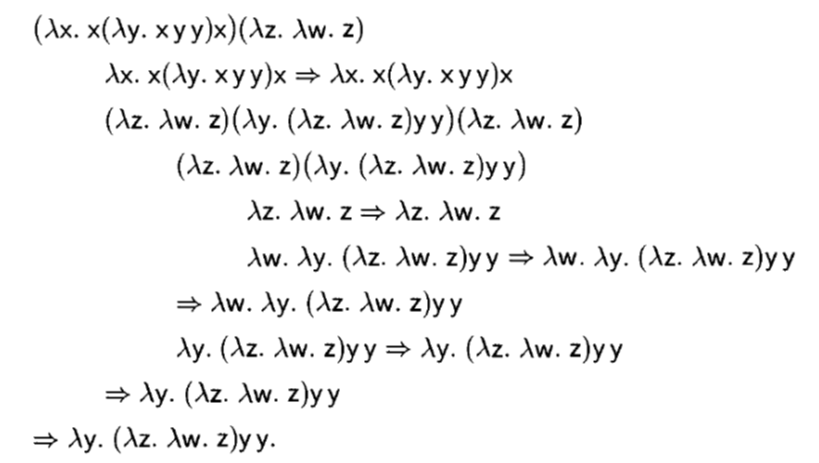 (λx. x(λy. x y y)x)(λz. λw. z)
λx. x(λy. x y y)x ⇒ λx. x(λy. x y y)x
(λz. λw. z)(λy. (λz. λw. z)y y)(λz. λw. z)
(λz. λw. z)(λy. (λz. λw. z)y y)
λz. λw. z ⇒ λz. λw. z
λw. λy. (λz. λw. z)y y ⇒ λw. λy. (λz. λw. z)y y
⇒ λw. λy. (λz. λw. z)y y
λy. (λz. λw. z)y y ⇒ λy. (λz. λw. z)y y
⇒ λy. (λz. λw. z)y y
⇒ λy. (λz. λw. z)y y.